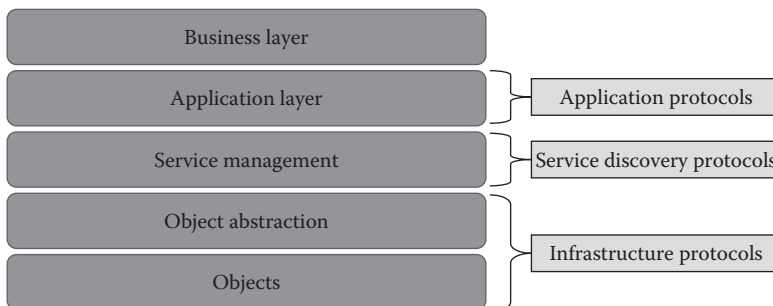 Business layer
Application layer
Application protocols
Service management
Service discovery protocols
Object abstraction
Infrastructure protocols
Objects